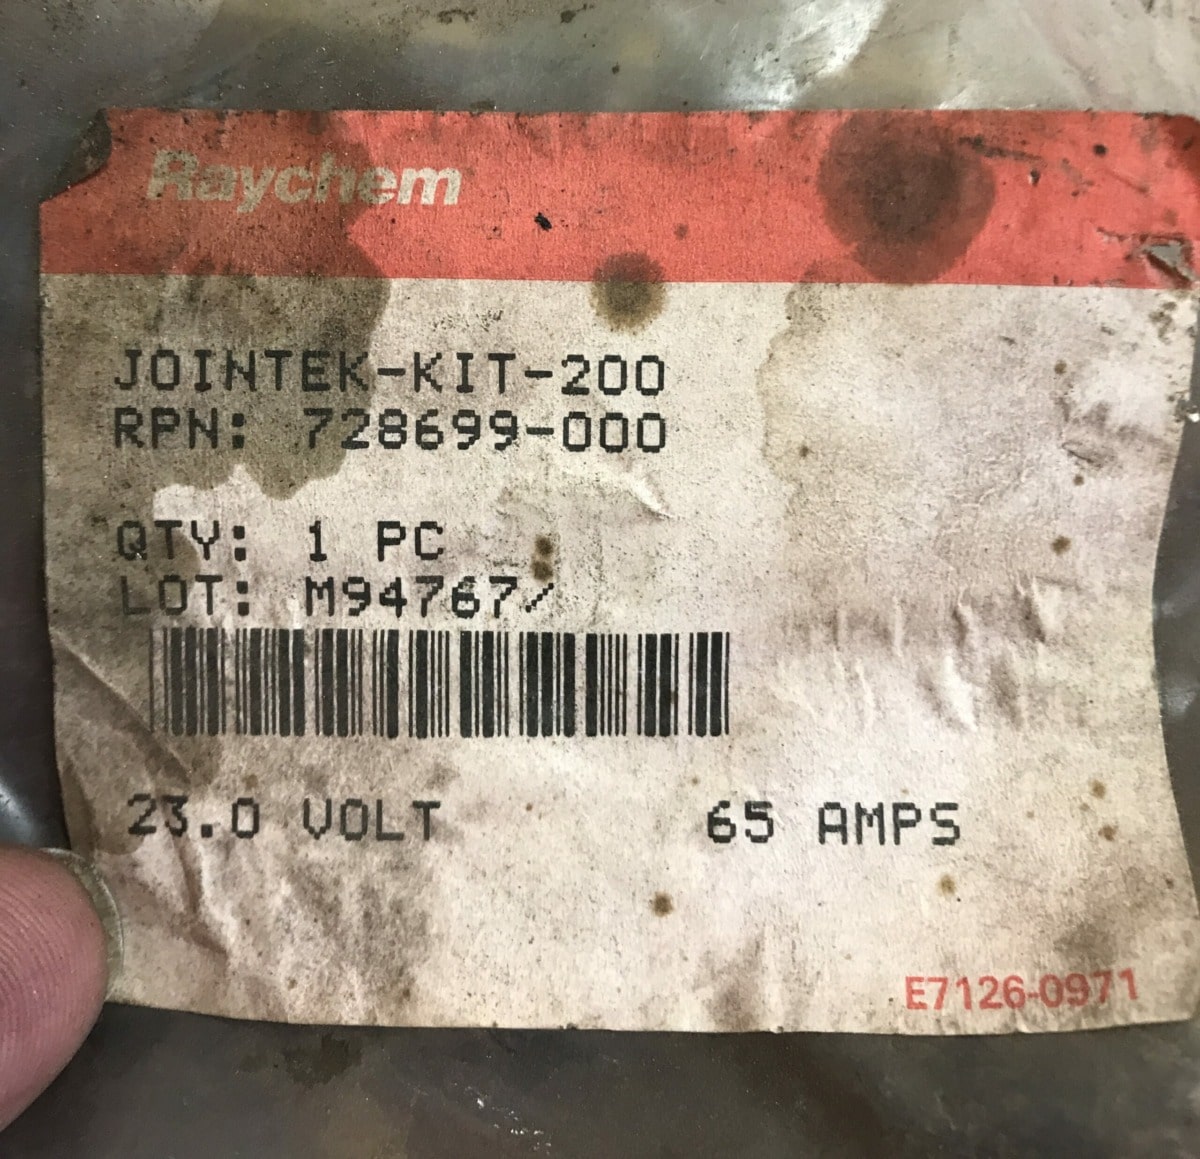 Raychem
JOINTEK-KIT-200
RPN: 728699-000
QTY: 1 PC
LOT: M94767/
23.0 VOLT 65 AMPS
E7126-0971